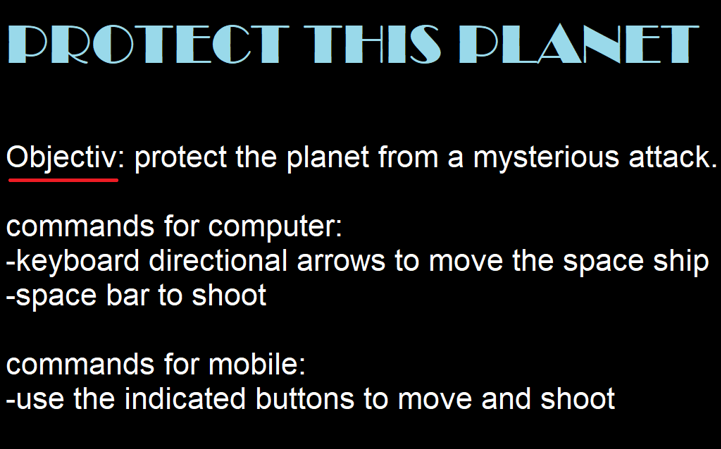 PROTECT THIS PLANET
Objectiv: protect the planet from a mysterious attack.
commands for computer:
-keyboard directional arrows to move the space ship
-space bar to shoot
commands for mobile:
-use the indicated buttons to move and shoot